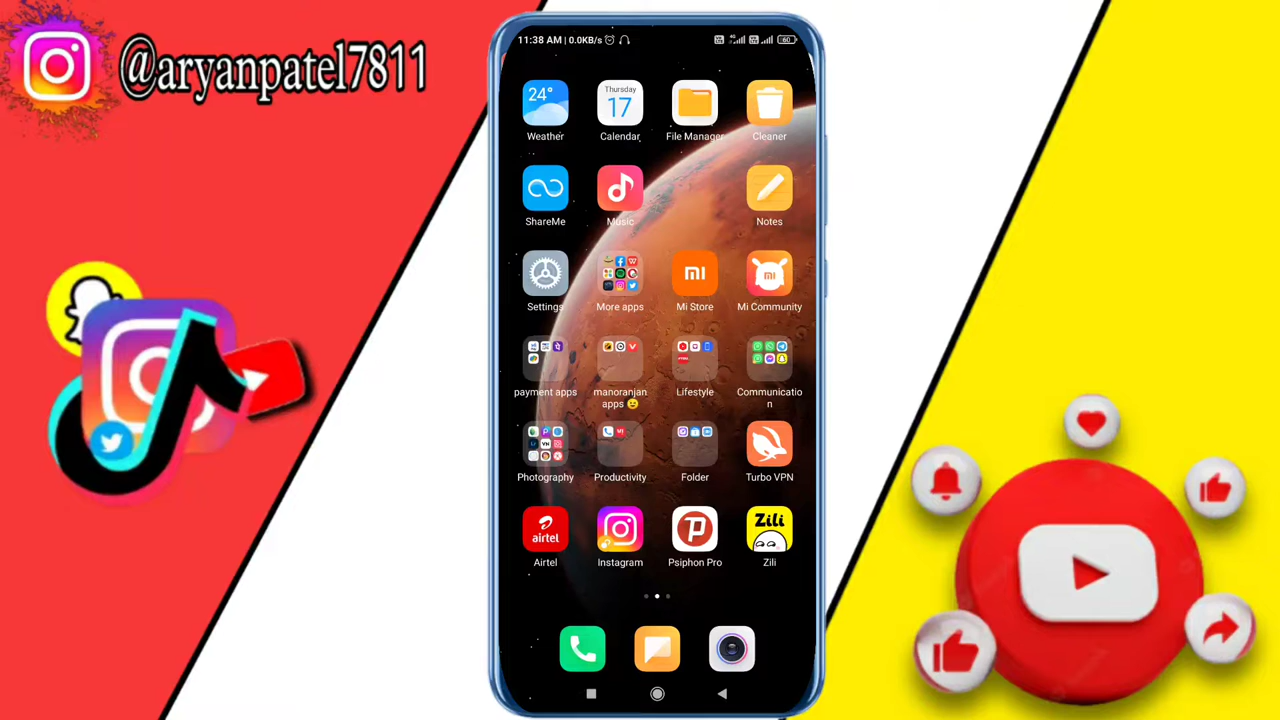 @aryanpatel7811
11:38 AM | 0.0KB/s
4G
60
24°
Thursday
17
Weather
Calendar
File Manager
Cleaner
ShareMe
Music
Notes
Settings
More apps
Mi Store
Mi Community
payment apps
manoranjan
apps 😉
Lifestyle
Communicatio
n
Photography
Productivity
Folder
Turbo VPN
airtel
Zili
Airtel
Instagram
Psiphon Pro
Zili